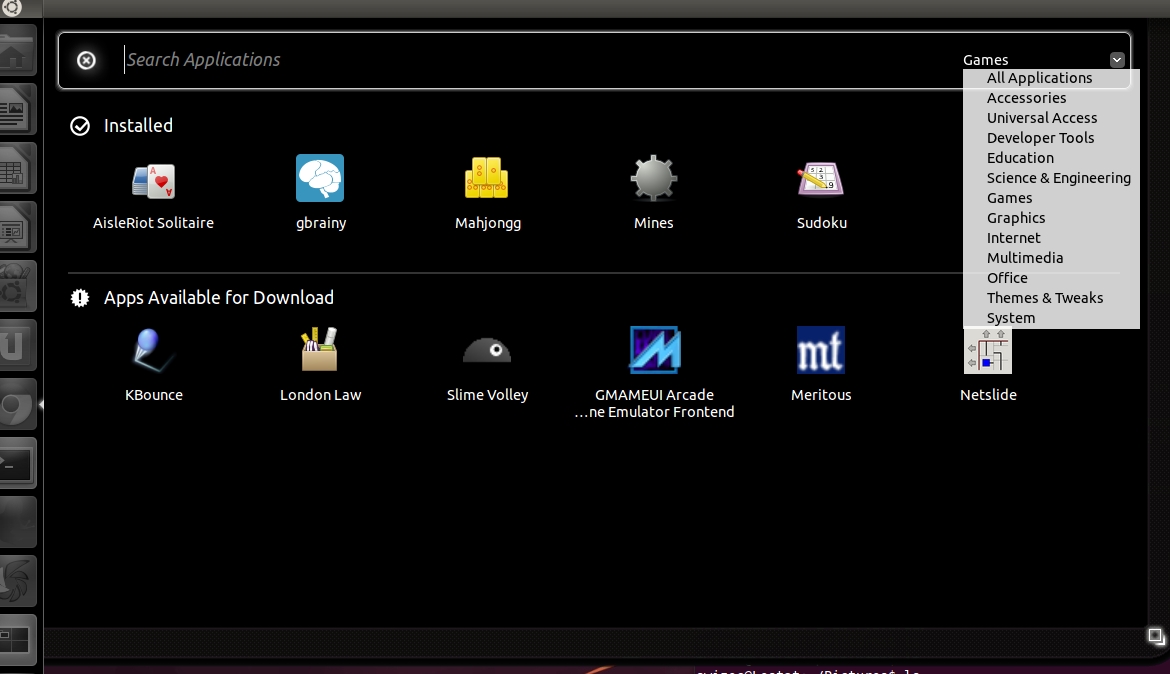 Search Applications
Games
All Applications
Accessories
Universal Access
Developer Tools
Education
Science & Engineering
Games
Graphics
Internet
Multimedia
Office
Themes & Tweaks
System
Installed
AisleRiot Solitaire
gbrainy
Mahjongg
Mines
Sudoku
Apps Available for Download
KBounce
London Law
Slime Volley
GMAMEUI Arcade
…ne Emulator Frontend
mt
Meritous
Netslide